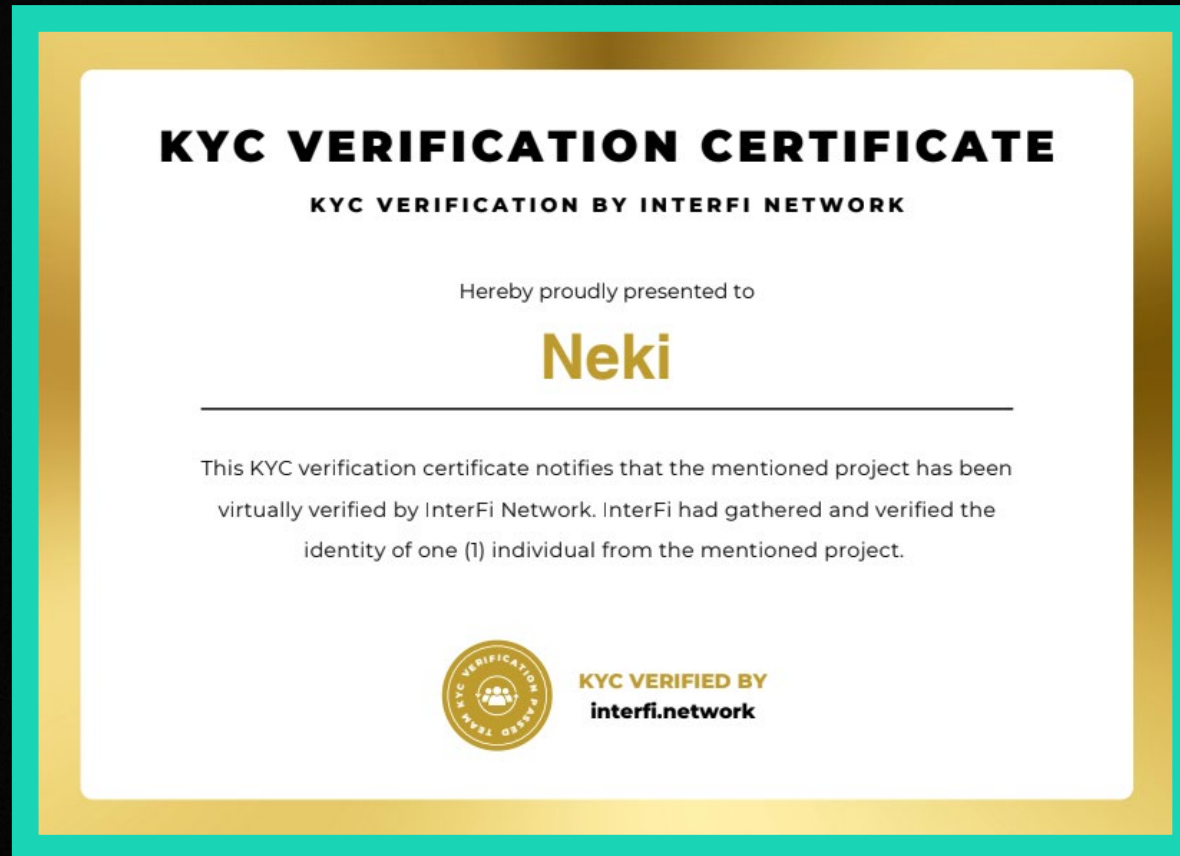 KYC VERIFICATION CERTIFICATE
KYC VERIFICATION BY INTERFI NETWORK
Hereby proudly presented to
Neki
This KYC verification certificate notifies that the mentioned project has been
virtually verified by InterFi Network. InterFi had gathered and verified the
identity of one (1) individual from the mentioned project.
TEAM KYC VERIFICATION PASSED
KYC VERIFIED BY
interfi.network